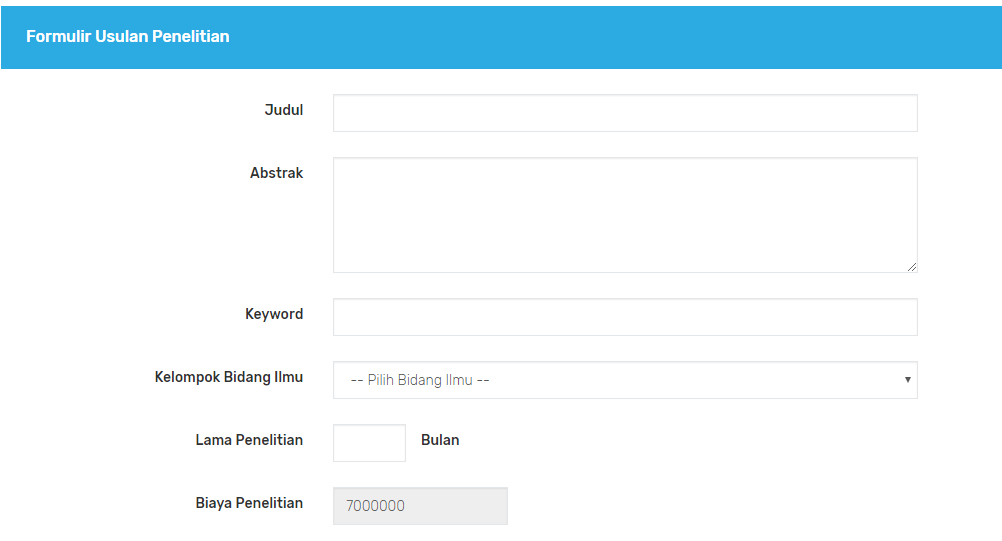 Formulir Usulan Penelitian
Judul
Abstrak
Keyword
Kelompok Bidang Ilmu -- Pilih Bidang Ilmu --
Lama Penelitian Bulan
Biaya Penelitian 7000000